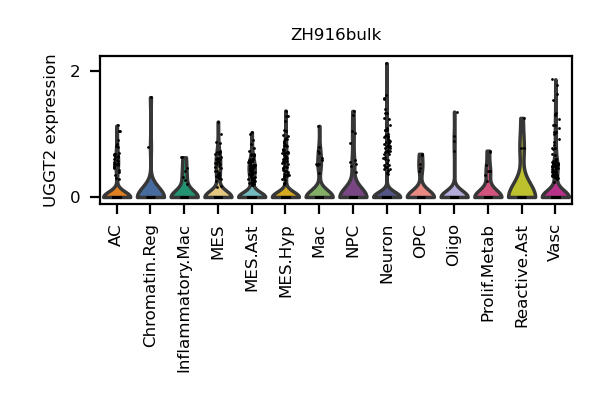 ZH916bulk
UGGT2 expression
2
0
AC
Chromatin.Reg
Inflammatory.Mac
MES
MES.Ast
MES.Hyp
Mac
NPC
Neuron
OPC
Oligo
Prolif.Metab
Reactive.Ast
Vasc